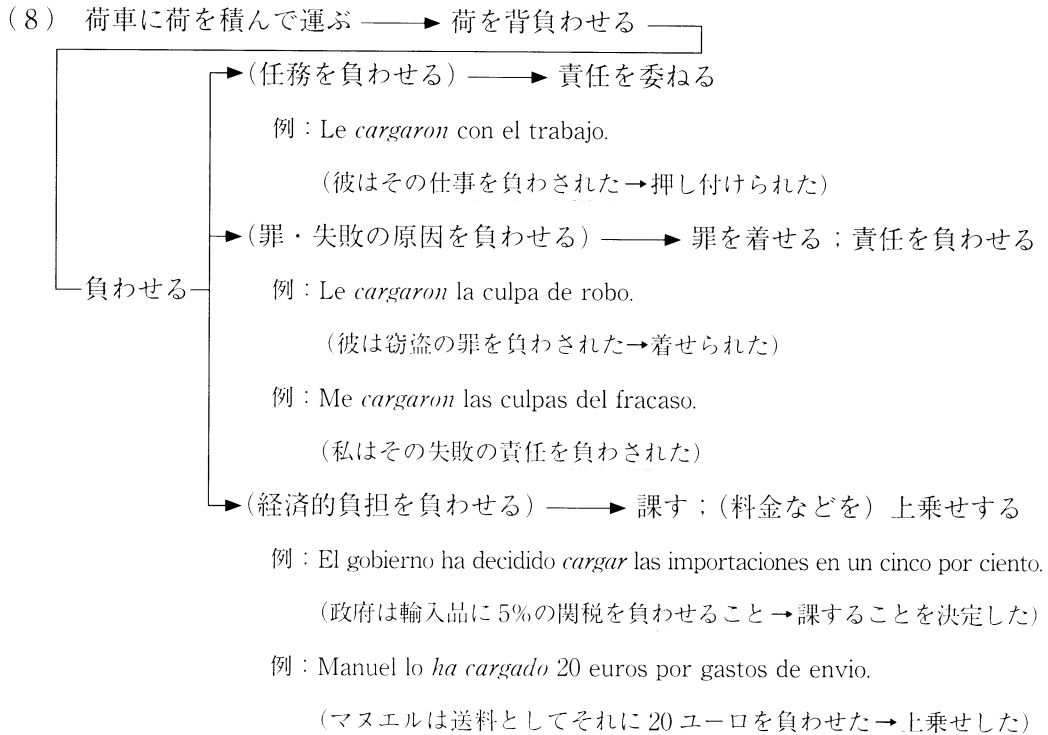 (8) 荷車に荷を積んで運ぶ → 荷を背負わせる
(任務を負わせる) → 責任を委ねる
例：Le cargaron con el trabajo.
(彼はその仕事を負わされた→押し付けられた)
(罪・失敗の原因を負わせる) → 罪を着せる；責任を負わせる
負わせる
例：Le cargaron la culpa de robo.
(彼は窃盗の罪を負わされた→着せられた)
例：Me cargaron las culpas del fracaso.
(私はその失敗の責任を負わされた)
(経済的負担を負わせる) → 課す；(料金などを) 上乗せする
例：El gobierno ha decidido cargar las importaciones en un cinco por ciento.
(政府は輸入品に5%の関税を負わせること→課することを決定した)
例：Manuel lo ha cargado 20 euros por gastos de envio.
(マヌエルは送料としてそれに20ユーロを負わせた→上乗せした)